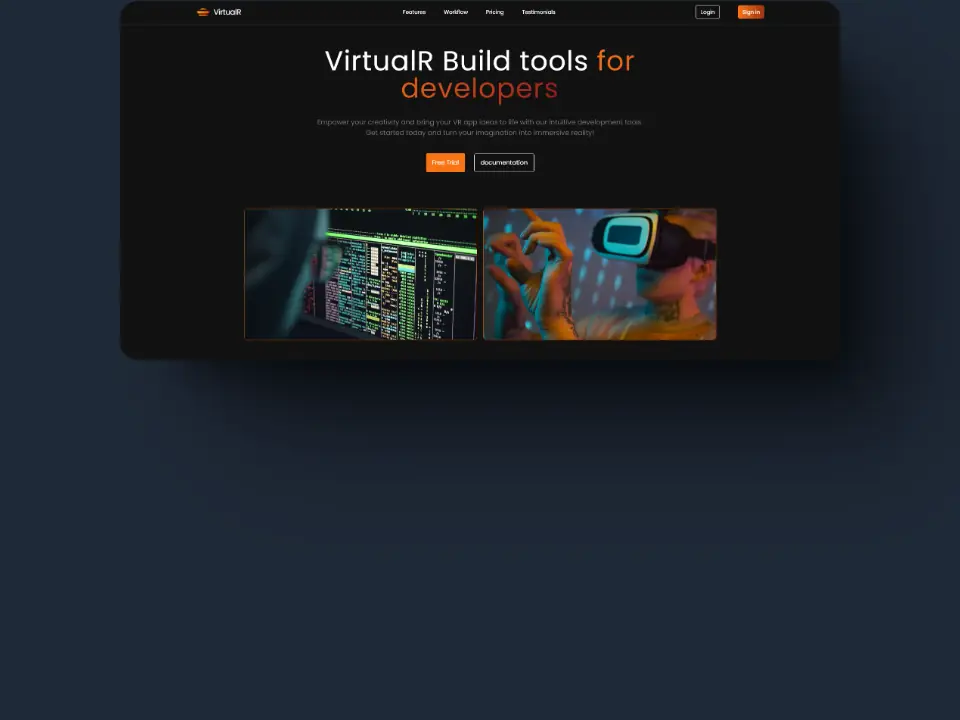 VirtualR
Features Workflow Pricing Testimonials
Login
Sign in
VirtualR Build tools for
developers
Empower your creativity and bring your VR app ideas to life with our intuitive development tools.
Get started today and turn your imagination into immersive reality!
Free Trial
documentation